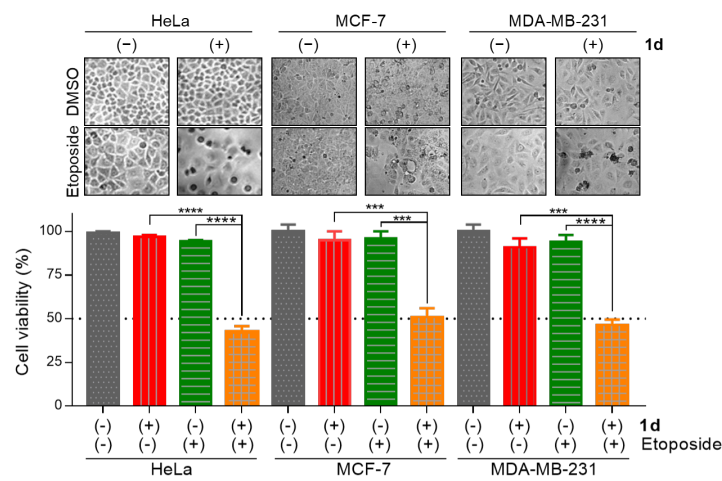 HeLa MCF-7 MDA-MB-231
(−) (+) (−) (+) (−) (+) 1d
DMSO
Etoposide
**** *** ***
**** *** ****
Cell viability (%)
100
75
50
25
0
(-) (+) (-) (+) (-) (+) (-) (+) (-) (+) (-) (+) 1d
(-) (-) (+) (+) (-) (-) (+) (+) (-) (-) (+) (+) Etoposide
HeLa MCF-7 MDA-MB-231